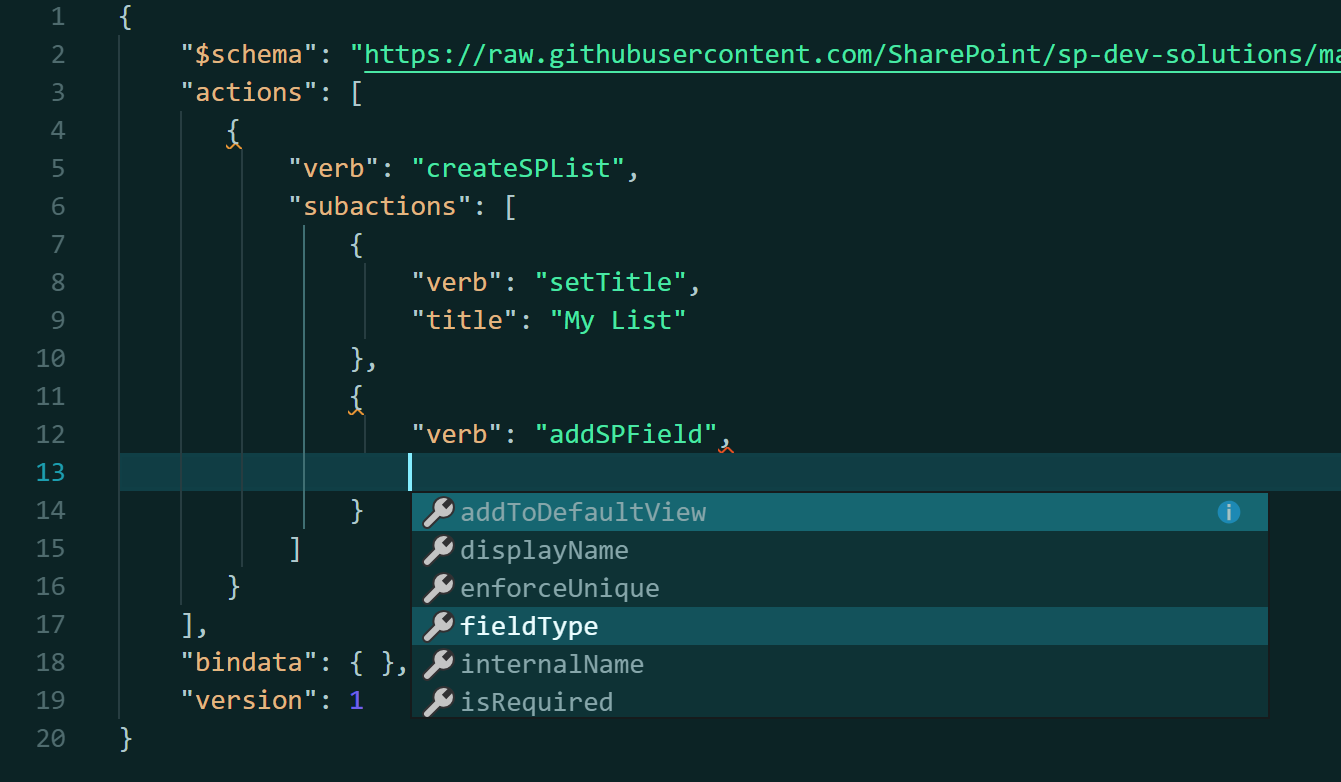 1 {
2 "$schema": "https://raw.githubusercontent.com/SharePoint/sp-dev-solutions/ma
3 "actions": [
4 {
5 "verb": "createSPList",
6 "subactions": [
7 {
8 "verb": "setTitle",
9 "title": "My List"
10 },
11 {
12 "verb": "addSPField",
13
14 }
addToDefaultView
displayName
15 ]
enforceUnique
16 }
fieldType
17 ],
internalName
18 "bindata": { },
isRequired
19 "version": 1
20 }